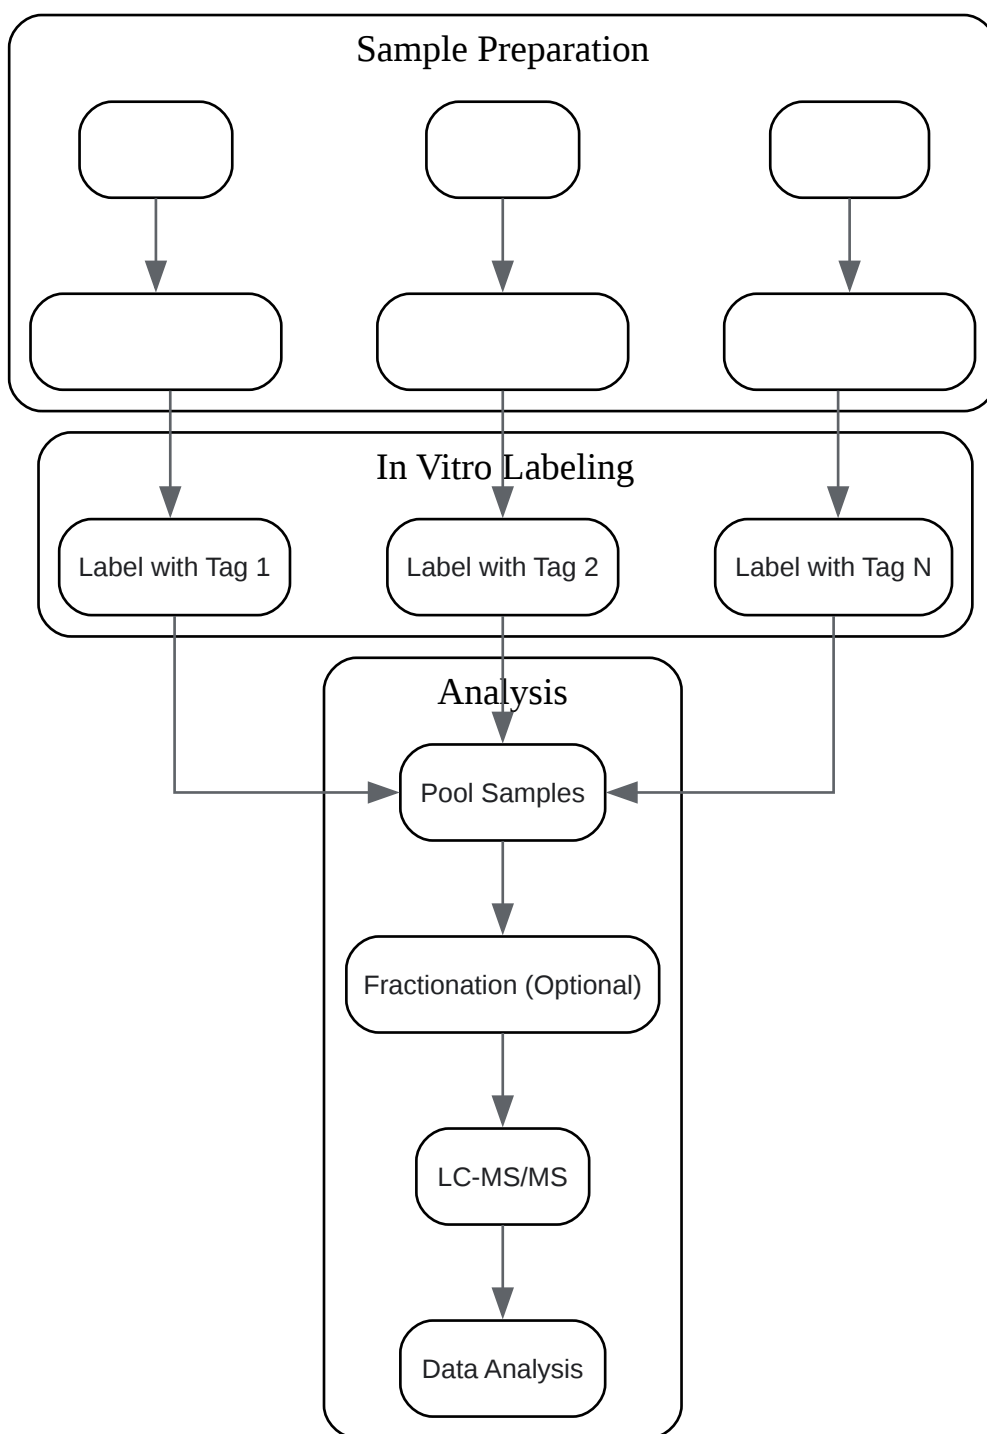 Sample Preparation
In Vitro Labeling
Label with Tag 1
Label with Tag 2
Label with Tag N
Analysis
Pool Samples
Fractionation (Optional)
LC-MS/MS
Data Analysis